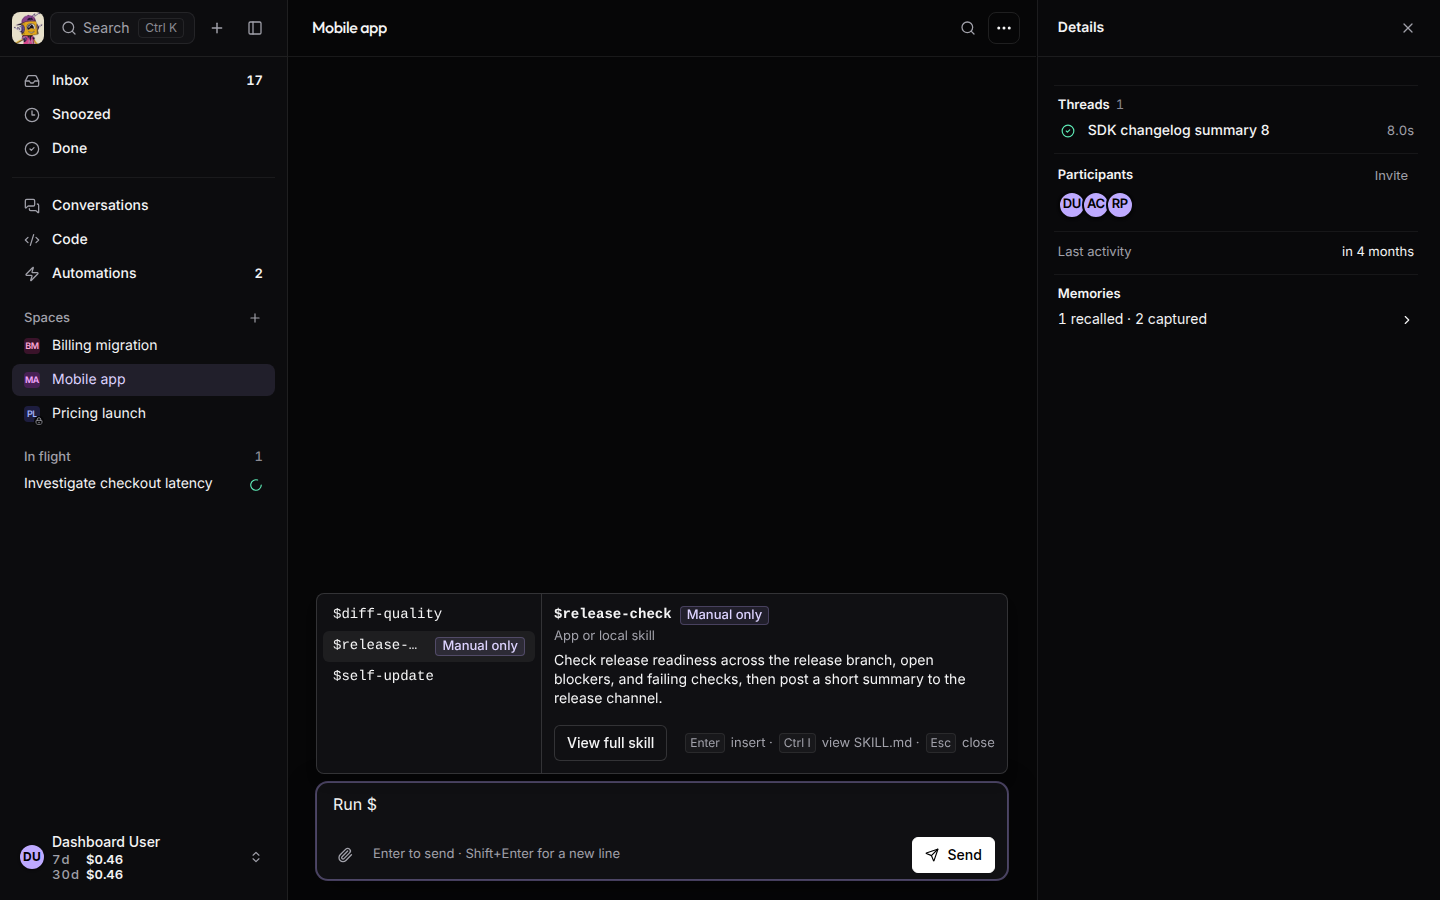 Search Ctrl K
Inbox 17
Snoozed
Done
Conversations
Code
Automations 2
Spaces
BM Billing migration
MA Mobile app
PL Pricing launch
In flight 1
Investigate checkout latency
DU Dashboard User
7d $0.46
30d $0.46
Mobile app
$diff-quality
$release-… Manual only
$self-update
$release-check Manual only
App or local skill
Check release readiness across the release branch, open
blockers, and failing checks, then post a short summary to the
release channel.
View full skill Enter insert · Ctrl I view SKILL.md · Esc close
Run $
Enter to send · Shift+Enter for a new line
Send
Details
Threads 1
SDK changelog summary 8 8.0s
Participants Invite
DU AC RP
Last activity in 4 months
Memories
1 recalled · 2 captured